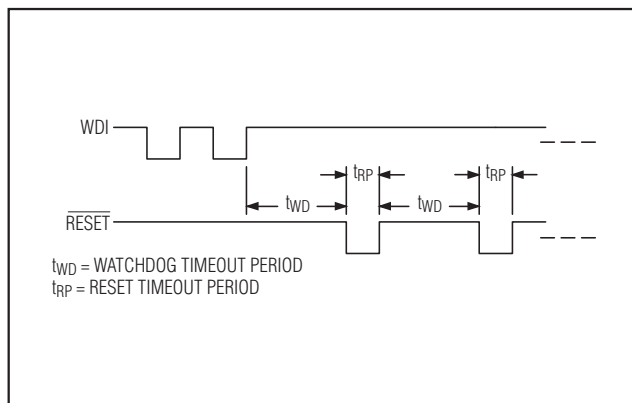 WDI
tRP tRP
tWD tWD
RESET
tWD = WATCHDOG TIMEOUT PERIOD
tRP = RESET TIMEOUT PERIOD